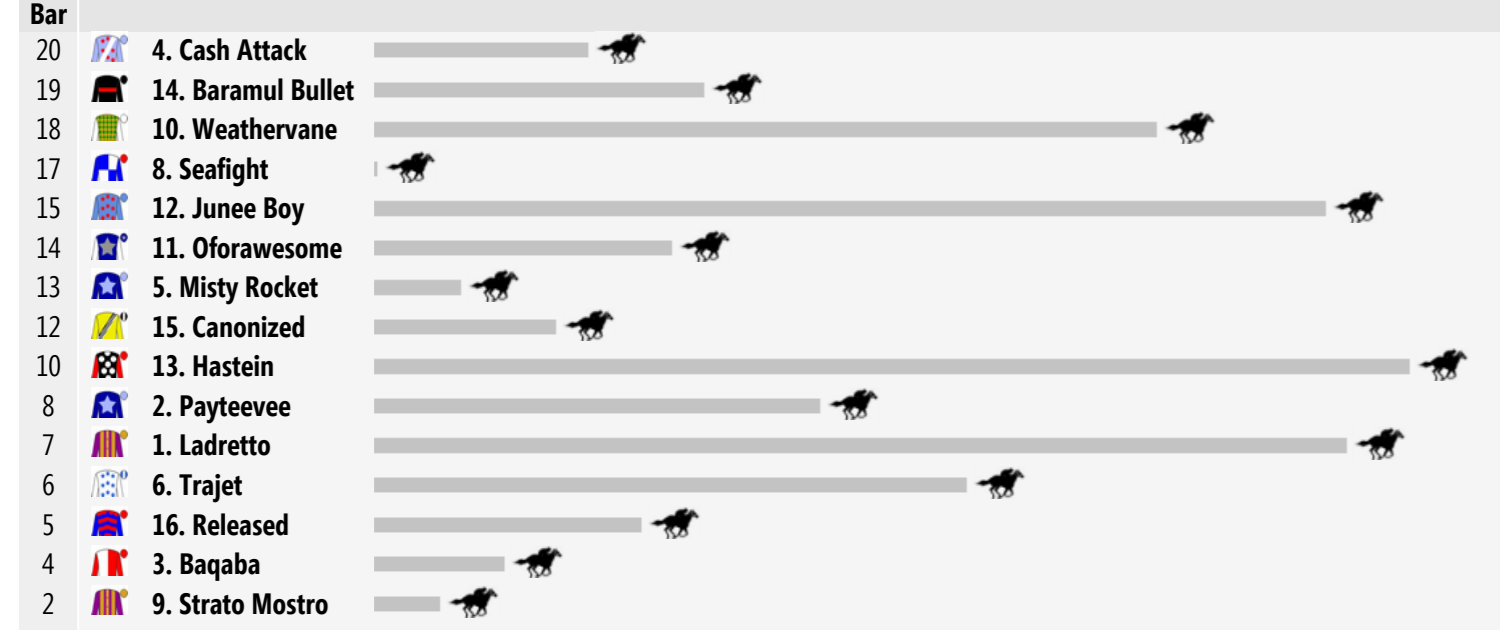 Bar
20 4. Cash Attack
19 14. Baramul Bullet
18 10. Weathervane
17 8. Seafight
15 12. Junee Boy
14 11. Oforawesome
13 5. Misty Rocket
12 15. Canonized
10 13. Hastein
8 2. Payteevee
7 1. Ladretto
6 6. Trajet
5 16. Released
4 3. Baqaba
2 9. Strato Mostro